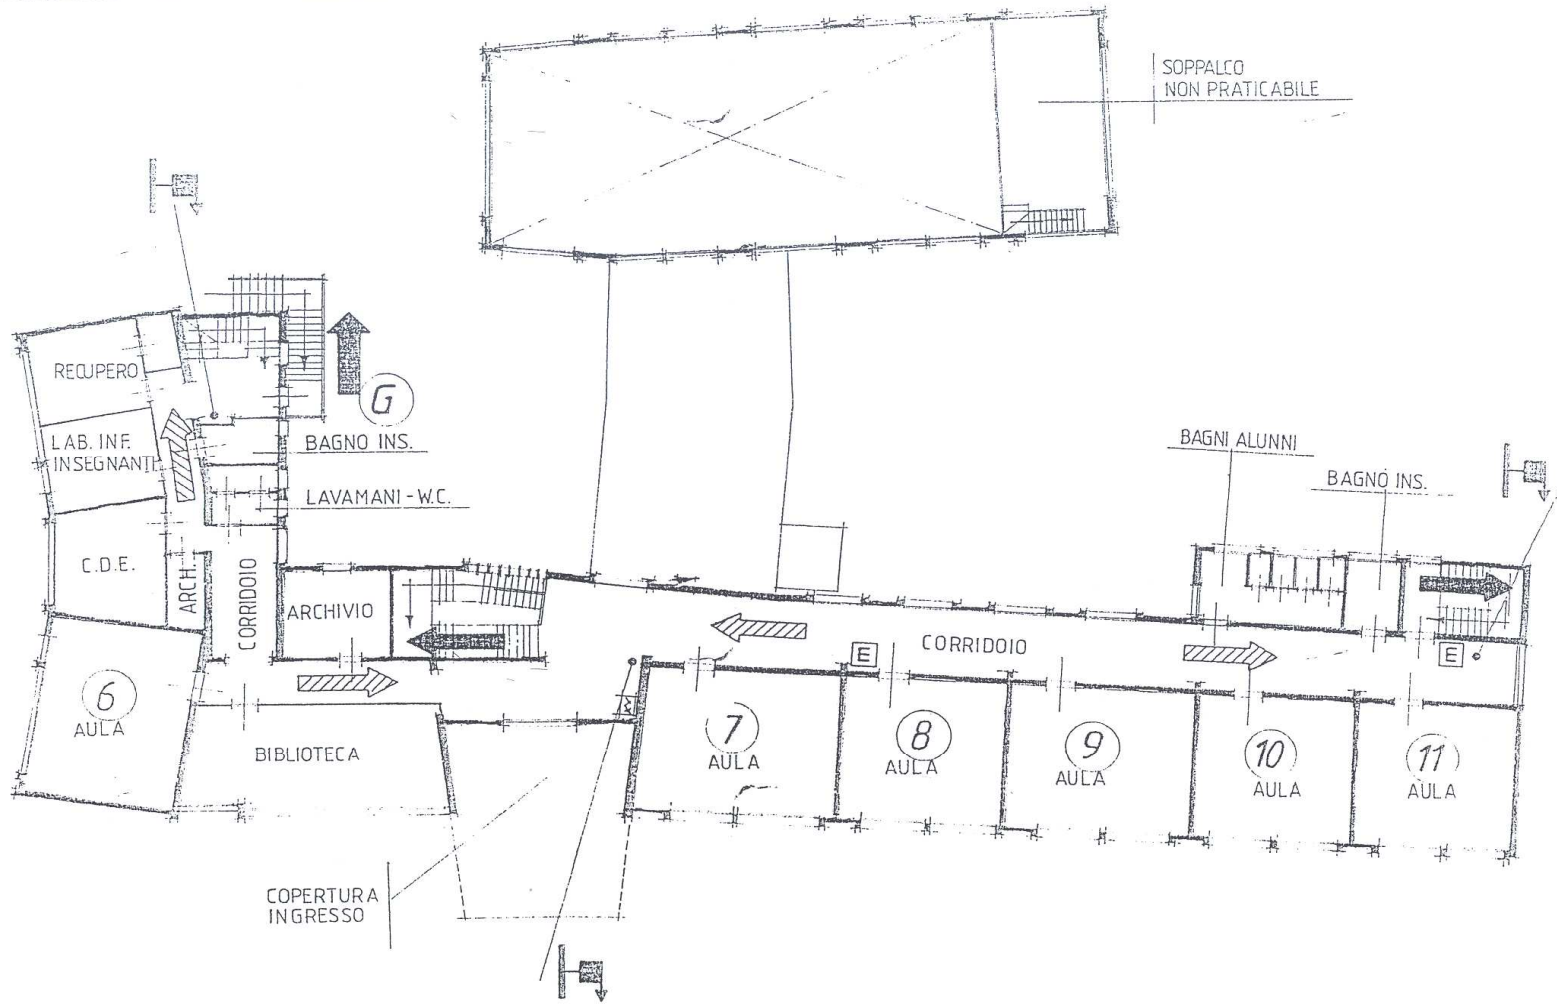 SOPPALCO
NON PRATICABILE
RECUPERO
G
LAB. INF.
INSEGNANTI
BAGNO INS.
LAVAMANI - W.C.
BAGNI ALUNNI
BAGNO INS.
C.D.E.
ARCH.
CORRIDOIO
ARCHIVIO
CORRIDOIO
E
E
6
AULA
BIBLIOTECA
7
AULA
8
AULA
9
AULA
10
AULA
11
AULA
COPERTURA
INGRESSO